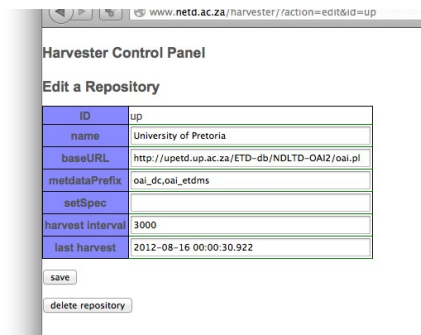 www.netd.ac.za/harvester/?action=edit&id=up
Harvester Control Panel
Edit a Repository
ID up
name University of Pretoria
baseURL http://upetd.up.ac.za/ETD-db/NDLTD-OAI2/oai.pl
metdataPrefix oai_dc,oai_etdms
setSpec
harvest interval 3000
last harvest 2012-08-16 00:00:30.922
save
delete repository